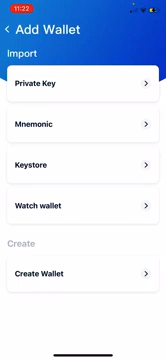 11:22
Add Wallet
Import
Private Key
Mnemonic
Keystore
Watch wallet
Create
Create Wallet